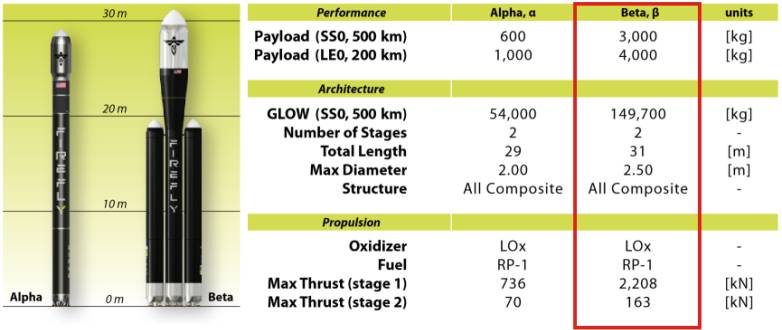 30 m
20 m
10 m
0 m
FIREFLY
FIREFLY
Alpha
Beta
Performance Alpha, α Beta, β units
Payload (SS0, 500 km) 600 3,000 [kg]
Payload (LE0, 200 km) 1,000 4,000 [kg]
Architecture
GLOW (SS0, 500 km) 54,000 149,700 [kg]
Number of Stages 2 2 -
Total Length 29 31 [m]
Max Diameter 2.00 2.50 [m]
Structure All Composite All Composite -
Propulsion
Oxidizer LOx LOx -
Fuel RP-1 RP-1 -
Max Thrust (stage 1) 736 2,208 [kN]
Max Thrust (stage 2) 70 163 [kN]